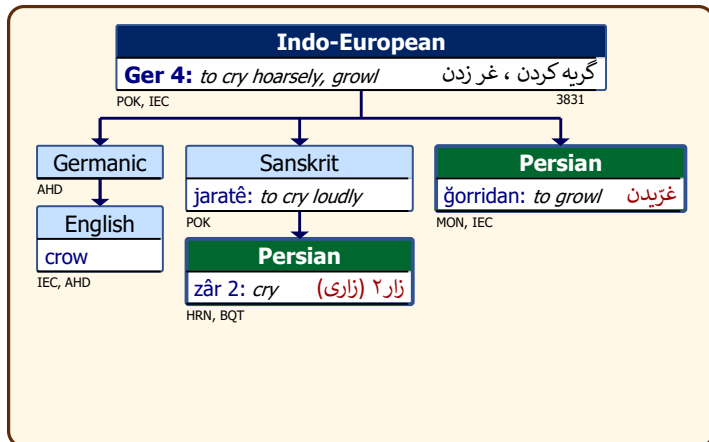 Indo-European
Ger 4: to cry hoarsely, growl گریه کردن ، غر زدن
POK, IEC 3831
Germanic
AHD
English
crow
IEC, AHD
Sanskrit
jaratê: to cry loudly
POK
Persian
zâr 2: cry زار۲ (زاری)
HRN, BQT
Persian
ğorridan: to growl غرّیدن
MON, IEC